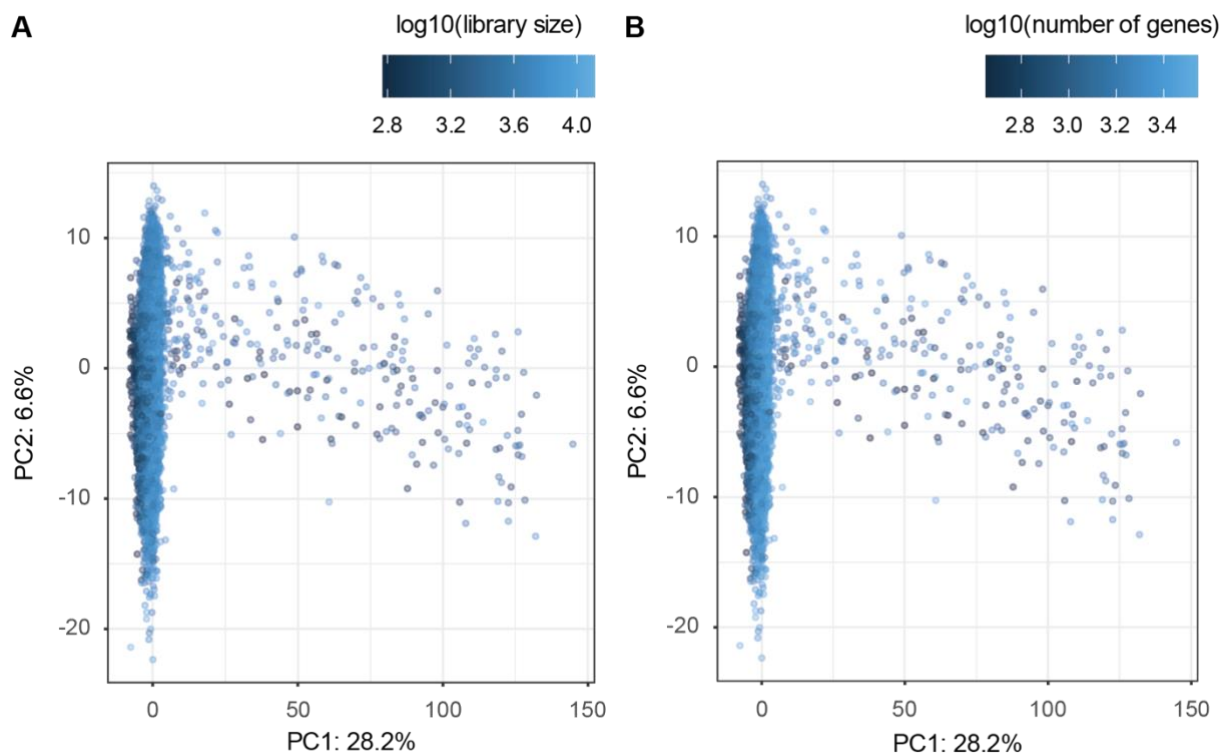 A
log10(library size)
2.8 3.2 3.6 4.0
10
0
-10
-20
PC2: 6.6%
0 50 100 150
PC1: 28.2%
B
log10(number of genes)
2.8 3.0 3.2 3.4
10
0
-10
-20
PC2: 6.6%
0 50 100 150
PC1: 28.2%